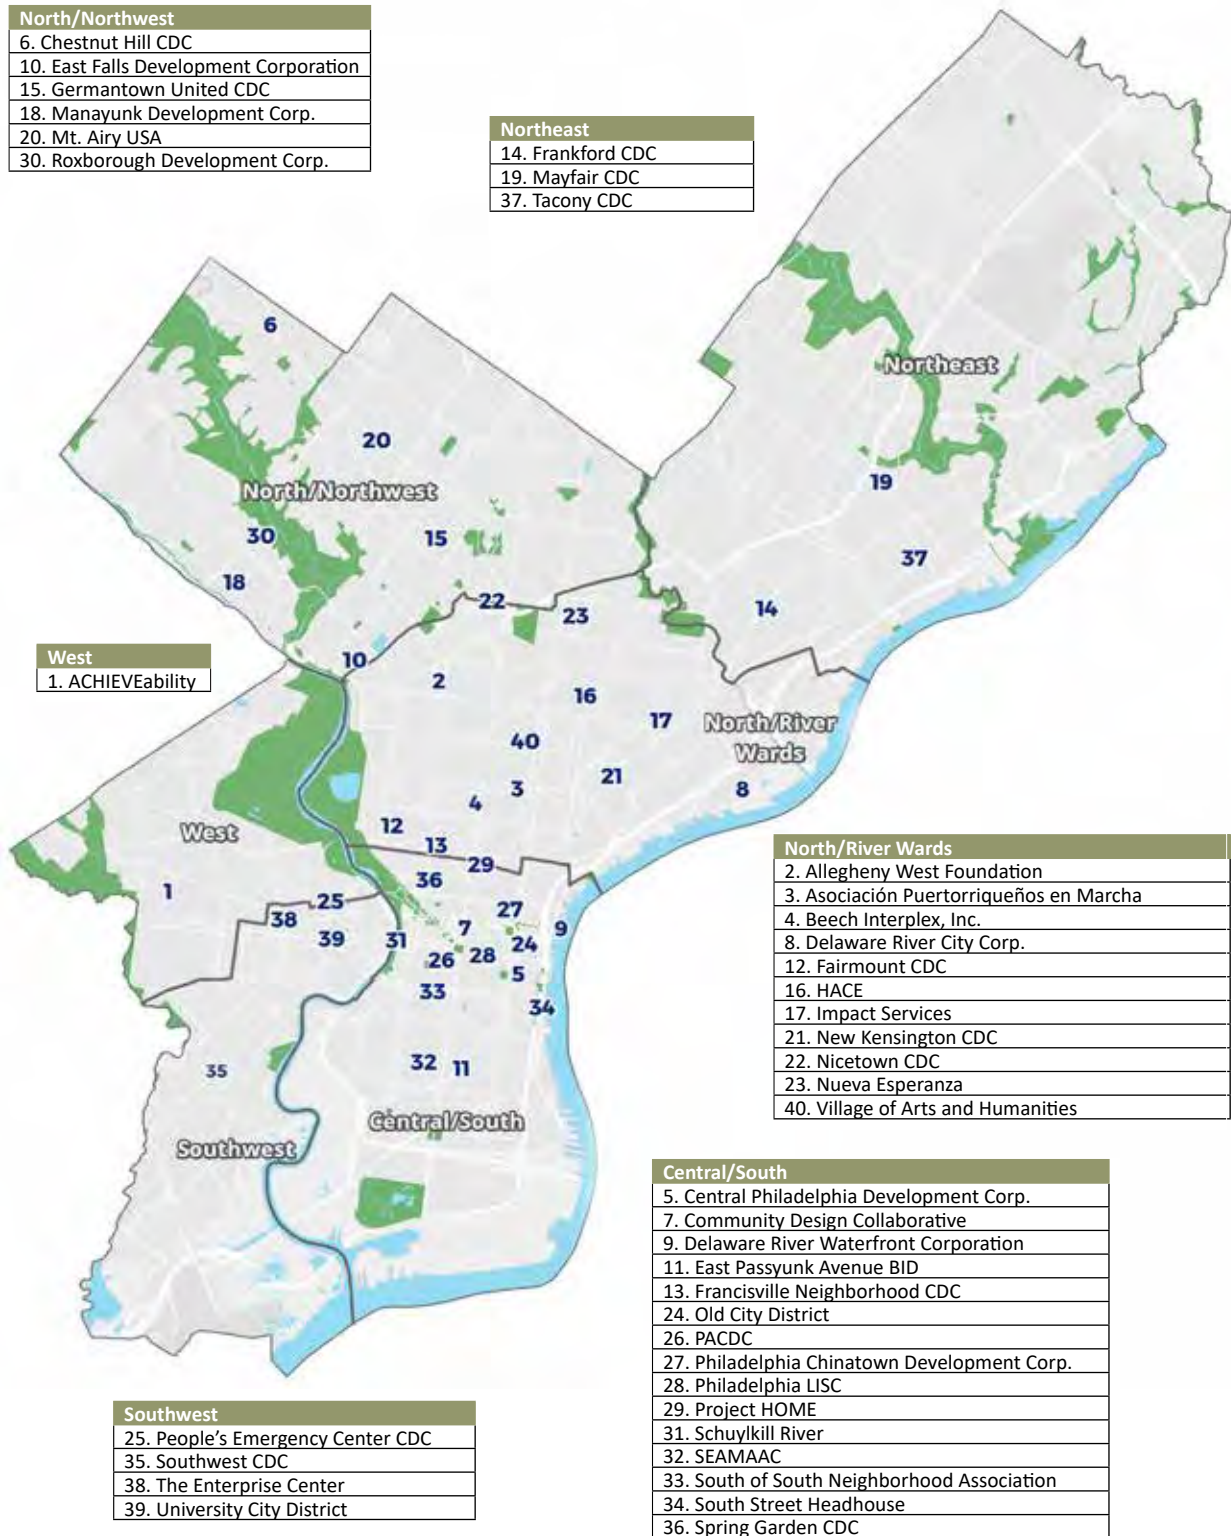 North/Northwest
6. Chestnut Hill CDC
10. East Falls Development Corporation
15. Germantown United CDC
18. Manayunk Development Corp.
20. Mt. Airy USA
30. Roxborough Development Corp.
Northeast
14. Frankford CDC
19. Mayfair CDC
37. Tacony CDC
6
Northeast
20
19
North/Northwest
30
15
37
18
22
23
14
West
1. ACHIEVEability
10
2
16
17
North/River
Wards
40
21
8
3
4
West
12
13
29
36
1
25
38
27
7
9
39
31
24
26
28
5
33
34
32
11
35
Central/South
Southwest
North/River Wards
2. Allegheny West Foundation
3. Asociación Puertorriqueños en Marcha
4. Beech Interplex, Inc.
8. Delaware River City Corp.
12. Fairmount CDC
16. HACE
17. Impact Services
21. New Kensington CDC
22. Nicetown CDC
23. Nueva Esperanza
40. Village of Arts and Humanities
Central/South
5. Central Philadelphia Development Corp.
7. Community Design Collaborative
9. Delaware River Waterfront Corporation
11. East Passyunk Avenue BID
13. Francisville Neighborhood CDC
24. Old City District
26. PACDC
27. Philadelphia Chinatown Development Corp.
28. Philadelphia LISC
29. Project HOME
31. Schuylkill River
32. SEAMAAC
33. South of South Neighborhood Association
34. South Street Headhouse
36. Spring Garden CDC
Southwest
25. People's Emergency Center CDC
35. Southwest CDC
38. The Enterprise Center
39. University City District